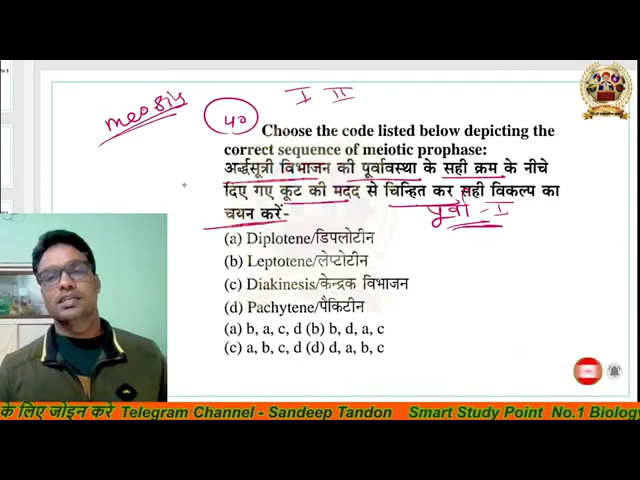 meosis
I II
40
Choose the code listed below depicting the
correct sequence of meiotic prophase:
अर्द्धसूत्री विभाजन की पूर्वावस्था के सही क्रम के नीचे
दिए गए कूट की मदद से चिन्हित कर सही विकल्प का
चयन करें-
पूर्वा - I
(a) Diplotene/डिपलोटीन
(b) Leptotene/लेप्टोटीन
(c) Diakinesis/केन्द्रक विभाजन
(d) Pachytene/पैकिटीन
(a) b, a, c, d (b) b, d, a, c
(c) a, b, c, d (d) d, a, b, c
के लिए जोइन करे Telegram Channel - Sandeep Tandon Smart Study Point No.1 Biology